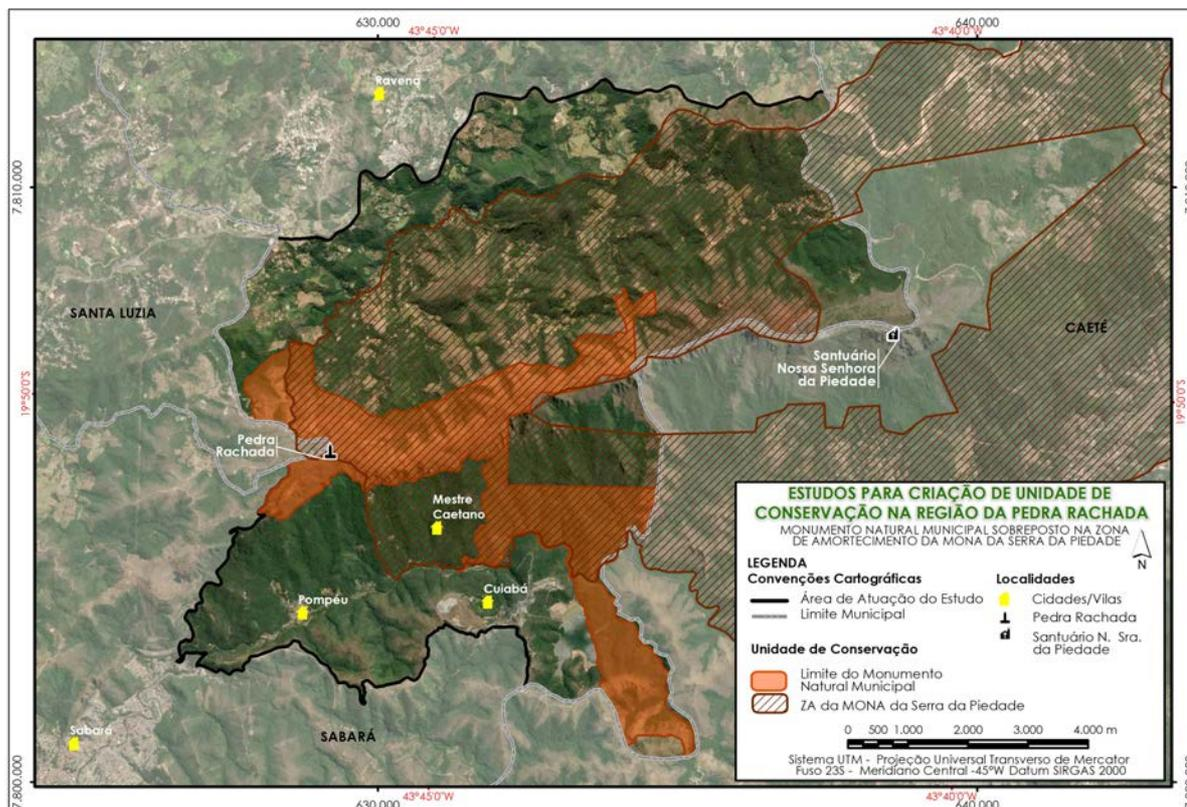 630.000
43°45'0"W
640.000
43°40'0"W
Ravena
7.810.000
SANTA LUZIA
CAETÉ
Santuário
Nossa Senhora
da Piedade
19°50'0"S
19°50'0"S
Pedra
Rachada
Mestre
Caetano
Cuiabá
Pompéu
Sabará
SABARÁ
ESTUDOS PARA CRIAÇÃO DE UNIDADE DE
CONSERVAÇÃO NA REGIÃO DA PEDRA RACHADA
MONUMENTO NATURAL MUNICIPAL SOBREPOSTO NA ZONA
DE AMORTECIMENTO DA MONA DA SERRA DA PIEDADE
N
LEGENDA
Convenções Cartográficas
Área de Atuação do Estudo
Limite Municipal
Unidade de Conservação
Limite do Monumento
Natural Municipal
ZA da MONA da Serra da Piedade
Localidades
Cidades/Vilas
Pedra Rachada
Santuário N. Sra.
da Piedade
0 500 1.000 2.000 3.000 4.000 m
Sistema UTM - Projeção Universal Transverso de Mercator
Fuso 23S - Meridiano Central -45°W Datum SIRGAS 2000
7.800.000
630.000
43°45'0"W
43°40'0"W
640.000